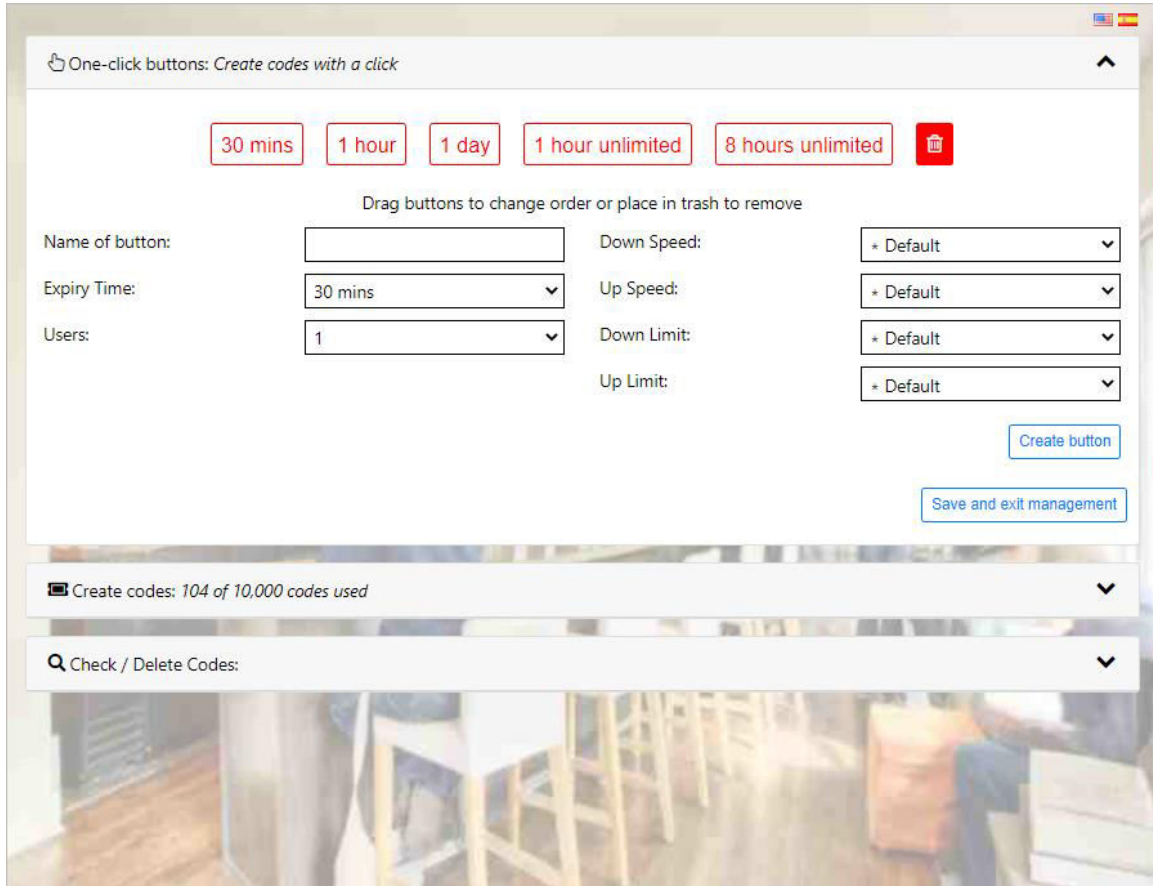 One-click buttons: Create codes with a click
30 mins 1 hour 1 day 1 hour unlimited 8 hours unlimited
Drag buttons to change order or place in trash to remove
Name of button: Down Speed: * Default
Expiry Time: 30 mins Up Speed: * Default
Users: 1 Down Limit: * Default
Up Limit: * Default
Create button
Save and exit management
Create codes: 104 of 10,000 codes used
Check / Delete Codes: